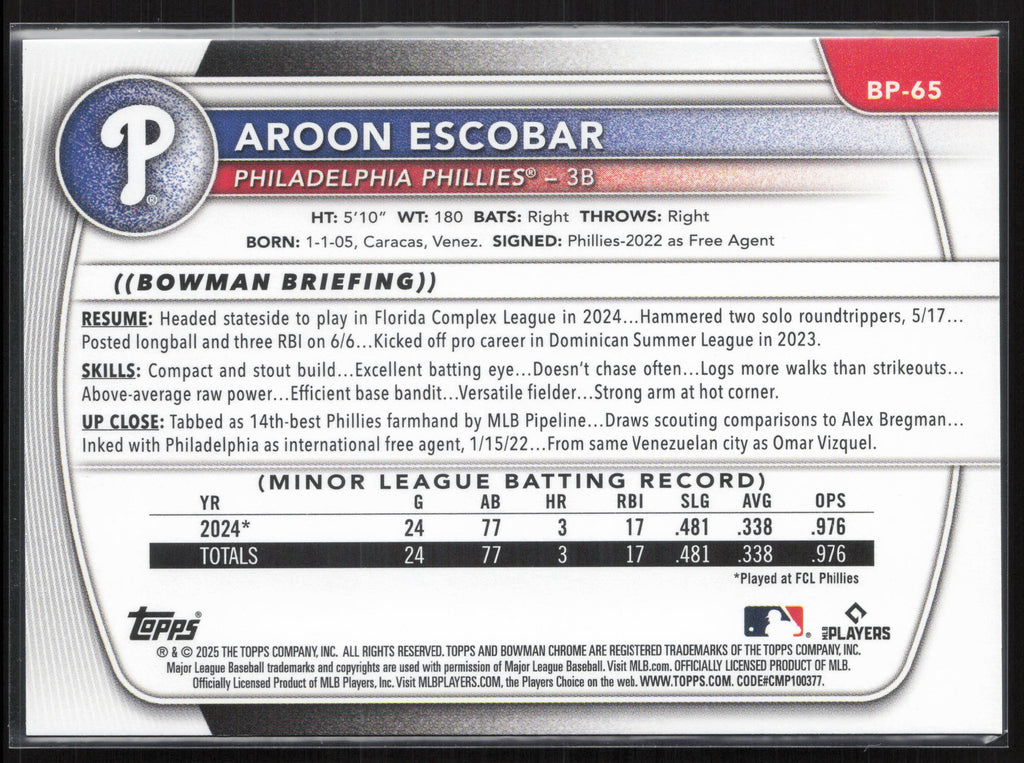 BP-65
P®
AROON ESCOBAR
PHILADELPHIA PHILLIES® – 3B
HT: 5'10" WT: 180 BATS: Right THROWS: Right
BORN: 1-1-05, Caracas, Venez. SIGNED: Phillies-2022 as Free Agent
((BOWMAN BRIEFING))
RESUME: Headed stateside to play in Florida Complex League in 2024...Hammered two solo roundtrippers, 5/17...
Posted longball and three RBI on 6/6...Kicked off pro career in Dominican Summer League in 2023.
SKILLS: Compact and stout build...Excellent batting eye...Doesn't chase often...Logs more walks than strikeouts...
Above-average raw power...Efficient base bandit...Versatile fielder...Strong arm at hot corner.
UP CLOSE: Tabbed as 14th-best Phillies farmhand by MLB Pipeline...Draws scouting comparisons to Alex Bregman...
Inked with Philadelphia as international free agent, 1/15/22...From same Venezuelan city as Omar Vizquel.
(MINOR LEAGUE BATTING RECORD)
YR G AB HR RBI SLG AVG OPS
2024* 24 77 3 17 .481 .338 .976
TOTALS 24 77 3 17 .481 .338 .976
*Played at FCL Phillies
Topps® ® MLB PLAYERS
® & © 2025 THE TOPPS COMPANY, INC. ALL RIGHTS RESERVED. TOPPS AND BOWMAN CHROME ARE REGISTERED TRADEMARKS OF THE TOPPS COMPANY, INC.
Major League Baseball trademarks and copyrights are used with permission of Major League Baseball. Visit MLB.com. OFFICIALLY LICENSED PRODUCT OF MLB.
Officially Licensed Product of MLB Players, Inc. Visit MLBPLAYERS.COM, the Players Choice on the web. WWW.TOPPS.COM. CODE#CMP100377.